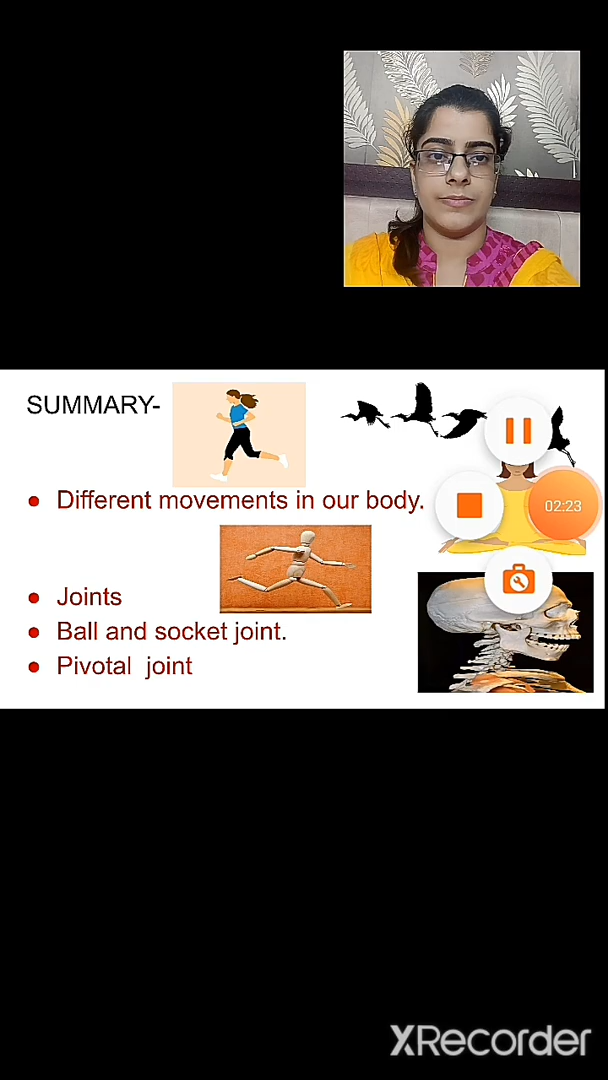 SUMMARY-
Different movements in our body.
02:23
Joints
Ball and socket joint.
Pivotal joint
XRecorder